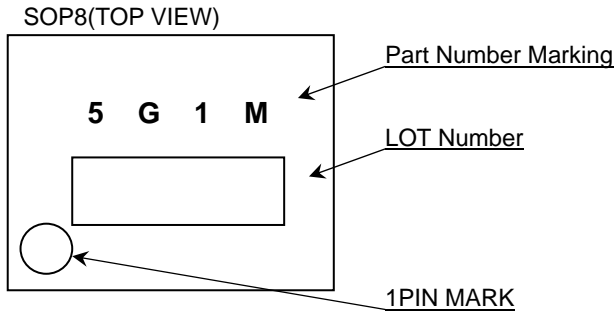 SOP8(TOP VIEW)
Part Number Marking
5 G 1 M
LOT Number
1PIN MARK